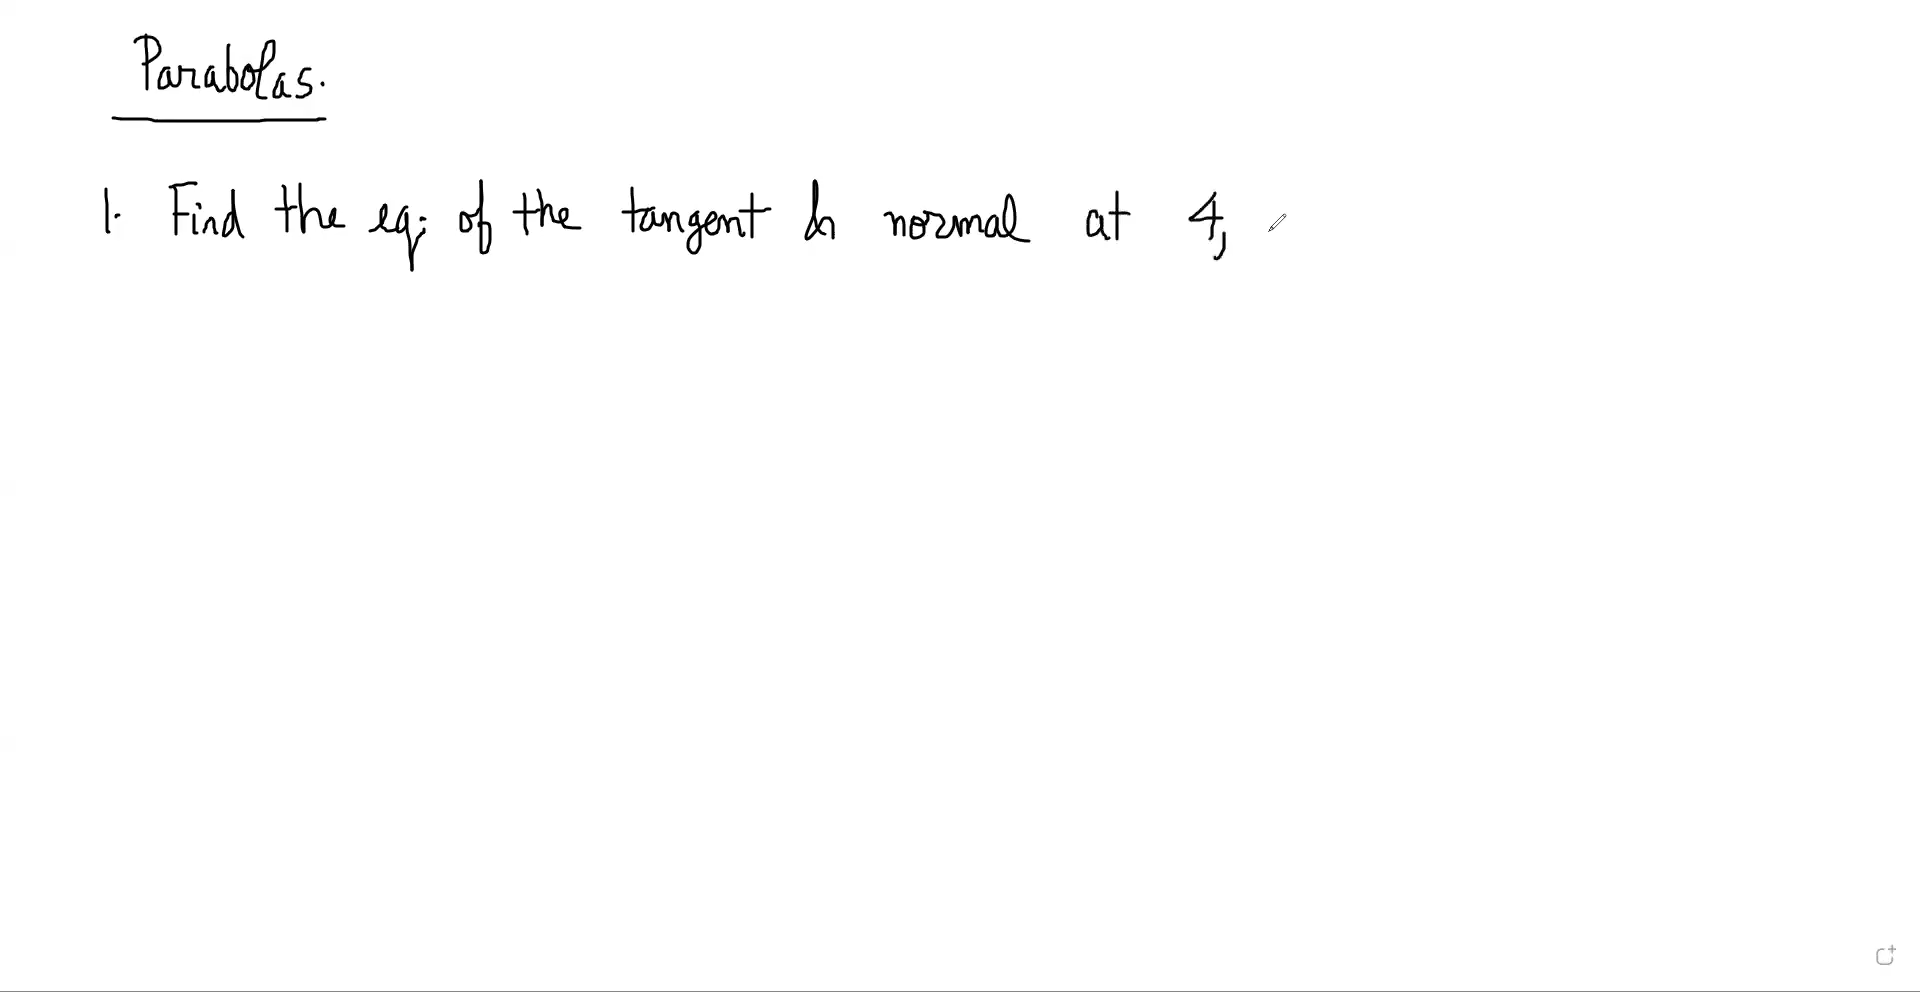 Parabolas.
1. Find the eq. of the tangent & normal at 4,